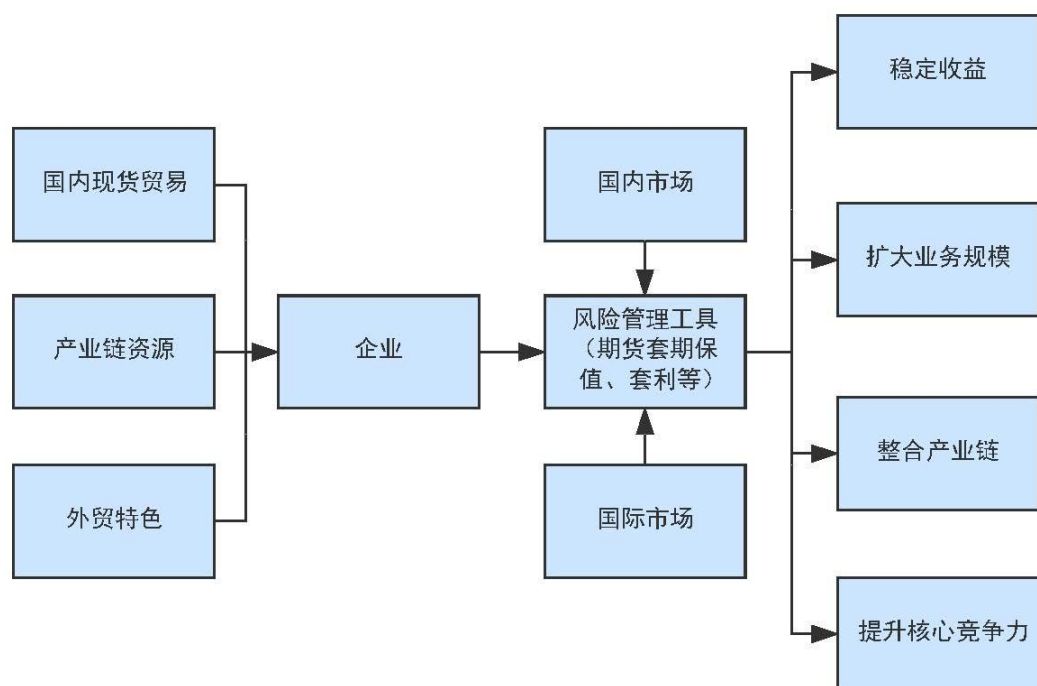 稳定收益
国内现货贸易
国内市场
扩大业务规模
产业链资源
企业
风险管理工具
（期货套期保
值、套利等）
整合产业链
外贸特色
国际市场
提升核心竞争力